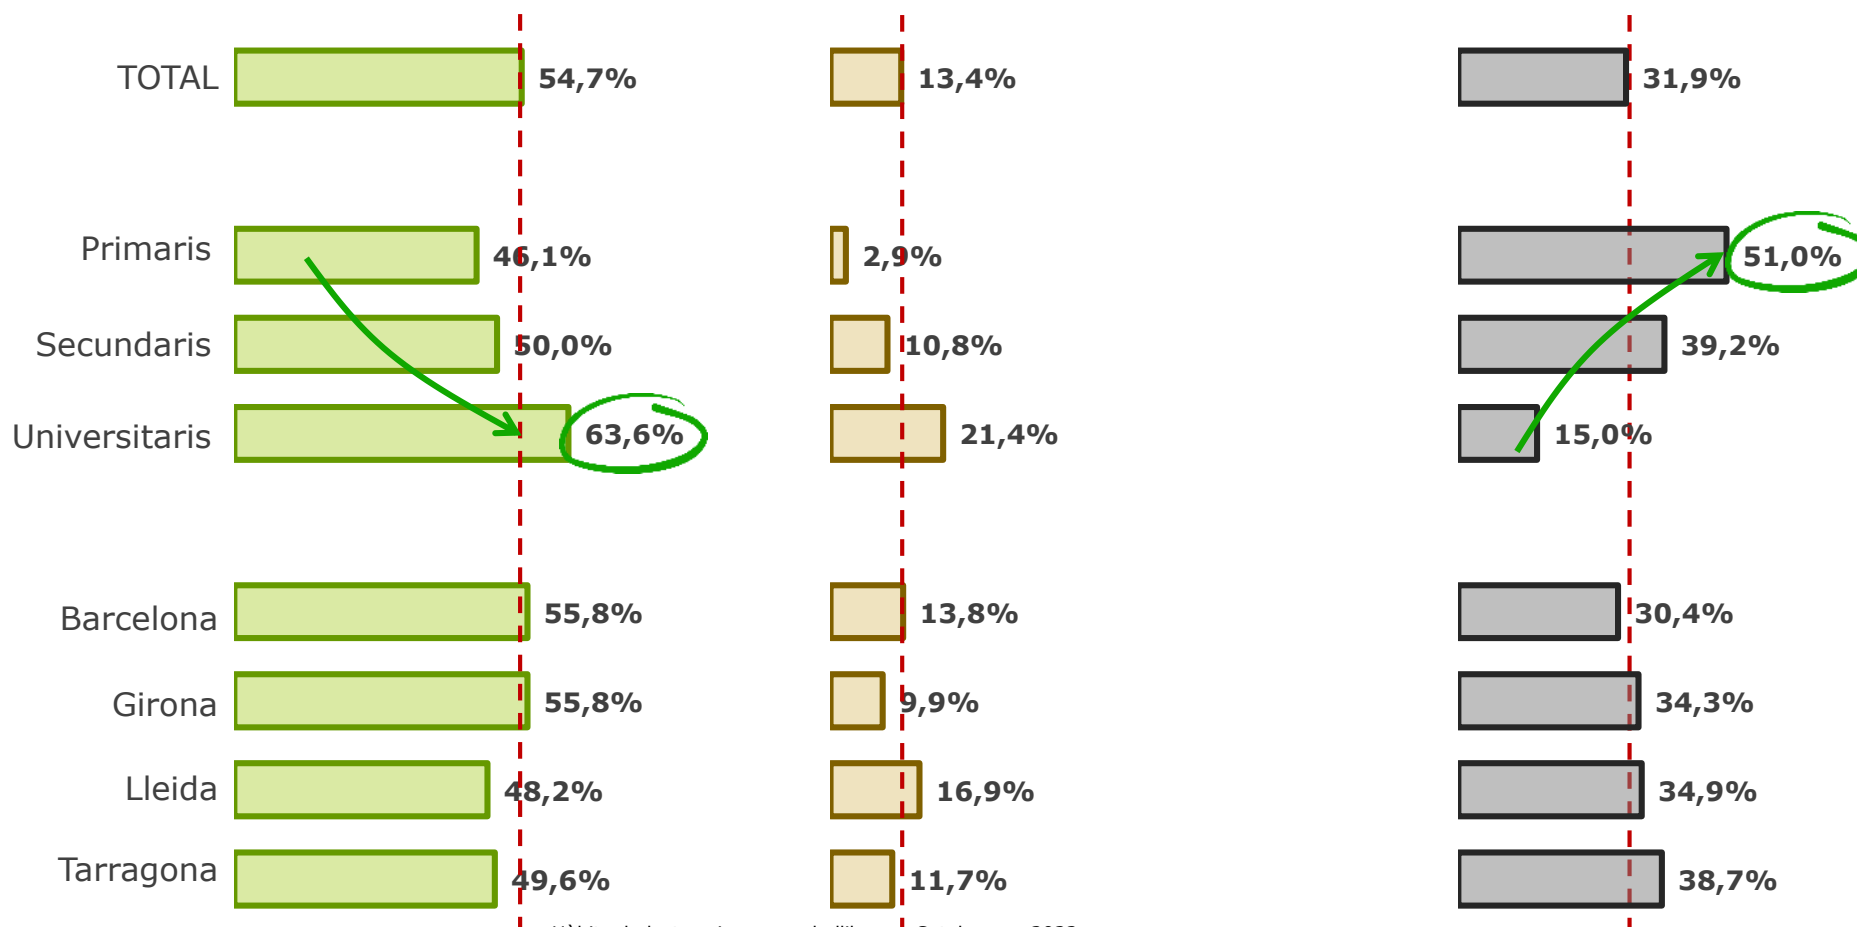 TOTAL 54,7% 13,4% 31,9%
Primaris 46,1% 2,9% 51,0%
Secundaris 50,0% 10,8% 39,2%
Universitaris 63,6% 21,4% 15,0%
Barcelona 55,8% 13,8% 30,4%
Girona 55,8% 9,9% 34,3%
Lleida 48,2% 16,9% 34,9%
Tarragona 49,6% 11,7% 38,7%